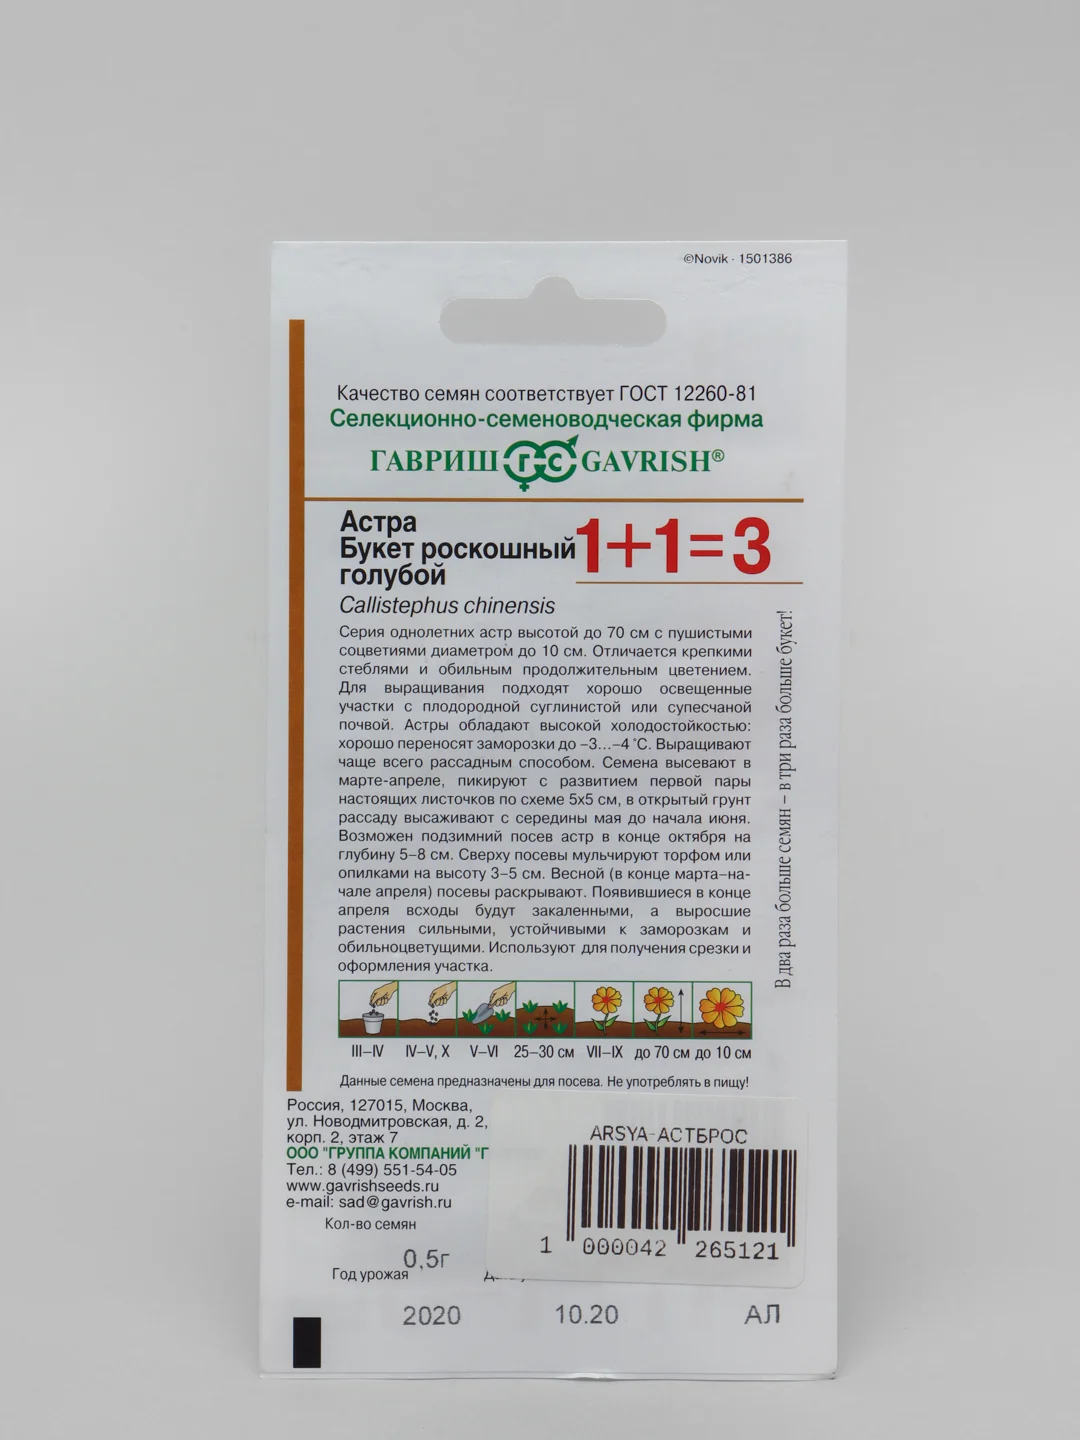 ©Novik · 1501386
Качество семян соответствует ГОСТ 12260-81
Селекционно-семеноводческая фирма
ГАВРИШ ГС GAVRISH®
Астра
Букет роскошный
голубой
1+1=3
Callistephus chinensis
Серия однолетних астр высотой до 70 см с пушистыми
соцветиями диаметром до 10 см. Отличается крепкими
стеблями и обильным продолжительным цветением.
Для выращивания подходят хорошо освещенные
участки с плодородной суглинистой или супесчаной
почвой. Астры обладают высокой холодостойкостью:
хорошо переносят заморозки до –3...–4 °С. Выращивают
чаще всего рассадным способом. Семена высевают в
марте-апреле, пикируют с развитием первой пары
настоящих листочков по схеме 5х5 см, в открытый грунт
рассаду высаживают с середины мая до начала июня.
Возможен подзимний посев астр в конце октября на
глубину 5–8 см. Сверху посевы мульчируют торфом или
опилками на высоту 3–5 см. Весной (в конце марта–на-
чале апреля) посевы раскрывают. Появившиеся в конце
апреля всходы будут закаленными, а выросшие
растения сильными, устойчивыми к заморозкам и
обильноцветущими. Используют для получения срезки и
оформления участка.
В два раза больше семян – в три раза больше букет!
III–IV IV–V, X V–VI 25–30 см VII–IX до 70 см до 10 см
Данные семена предназначены для посева. Не употреблять в пищу!
Россия, 127015, Москва,
ул. Новодмитровская, д. 2,
корп. 2, этаж 7
ООО "ГРУППА КОМПАНИЙ "Г
Тел.: 8 (499) 551-54-05
www.gavrishseeds.ru
e-mail: sad@gavrish.ru
Кол-во семян
0,5г
Год урожая
2020 10.20 АЛ
ARSYA-АСТБРОС
1 000042 265121